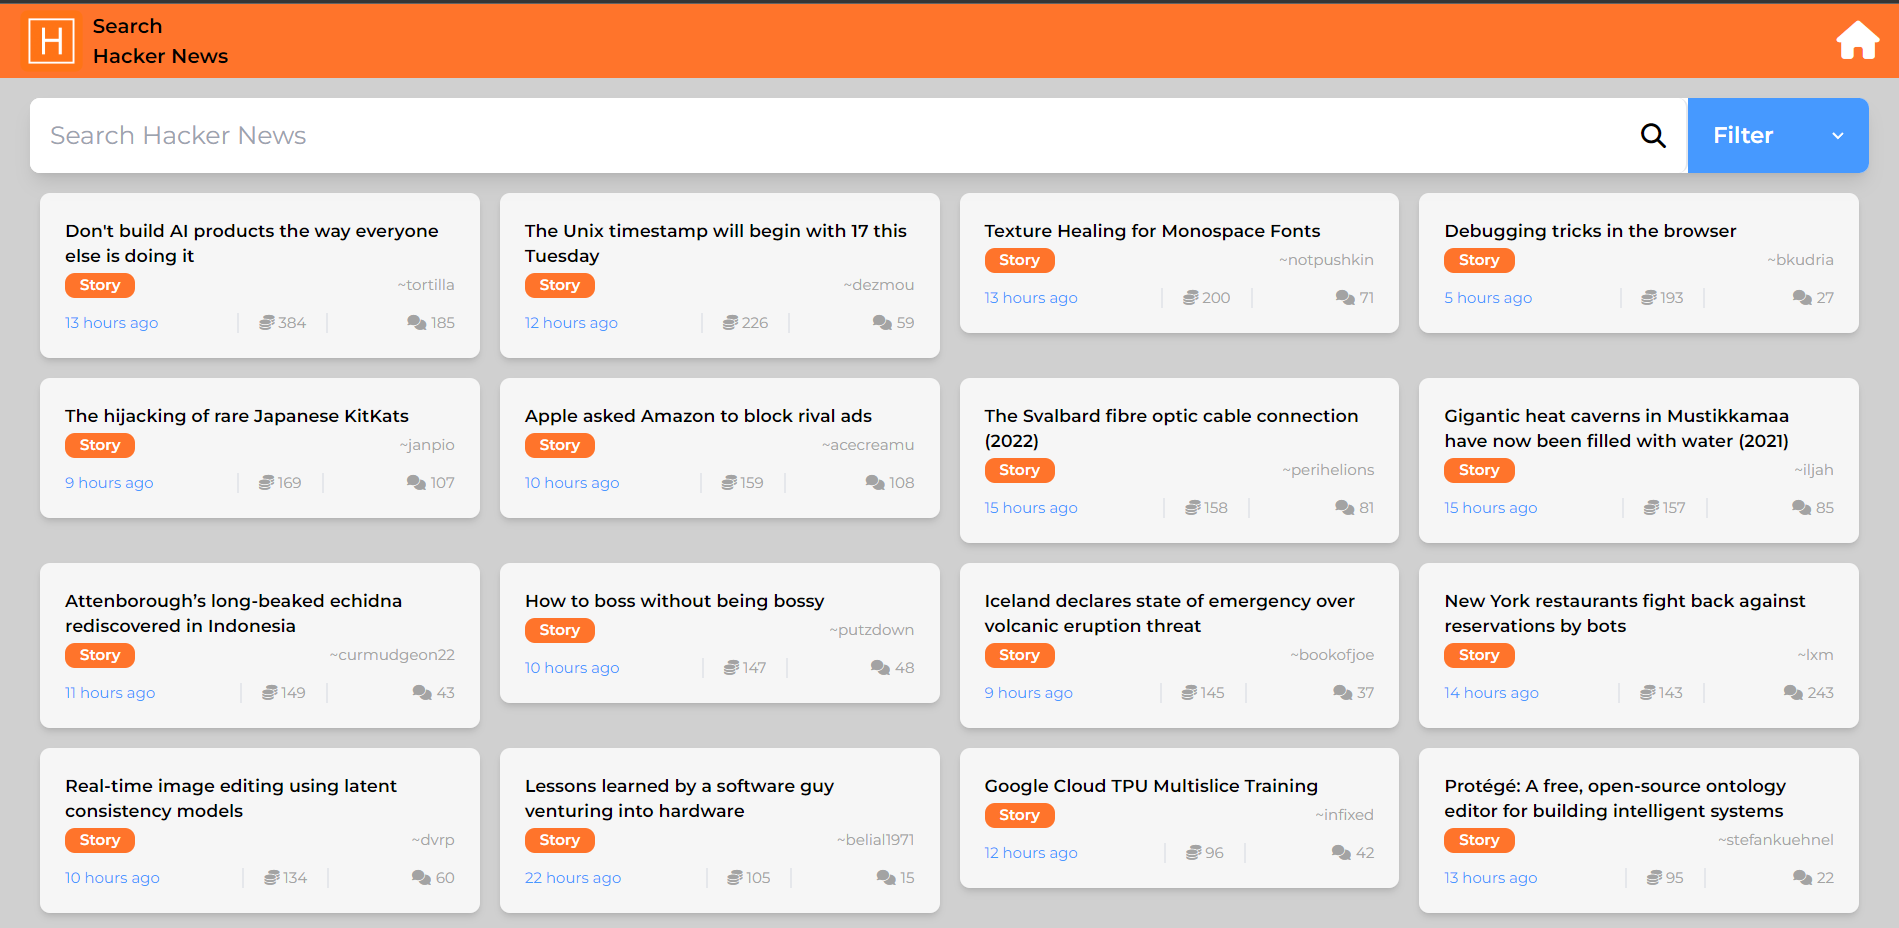 H
Search
Hacker News
Search Hacker News
Filter
Don't build AI products the way everyone
else is doing it
Story
~tortilla
13 hours ago
384
185
The Unix timestamp will begin with 17 this
Tuesday
Story
~dezmou
12 hours ago
226
59
Texture Healing for Monospace Fonts
Story
~notpushkin
13 hours ago
200
71
Debugging tricks in the browser
Story
~bkudria
5 hours ago
193
27
The hijacking of rare Japanese KitKats
Story
~janpio
9 hours ago
169
107
Apple asked Amazon to block rival ads
Story
~acecreamu
10 hours ago
159
108
The Svalbard fibre optic cable connection
(2022)
Story
~perihelions
15 hours ago
158
81
Gigantic heat caverns in Mustikkamaa
have now been filled with water (2021)
Story
~iljah
15 hours ago
157
85
Attenborough’s long-beaked echidna
rediscovered in Indonesia
Story
~curmudgeon22
11 hours ago
149
43
How to boss without being bossy
Story
~putzdown
10 hours ago
147
48
Iceland declares state of emergency over
volcanic eruption threat
Story
~bookofjoe
9 hours ago
145
37
New York restaurants fight back against
reservations by bots
Story
~lxm
14 hours ago
143
243
Real-time image editing using latent
consistency models
Story
~dvrp
10 hours ago
134
60
Lessons learned by a software guy
venturing into hardware
Story
~belial1971
22 hours ago
105
15
Google Cloud TPU Multislice Training
Story
~infixed
12 hours ago
96
42
Protégé: A free, open-source ontology
editor for building intelligent systems
Story
~stefankuehnel
13 hours ago
95
22